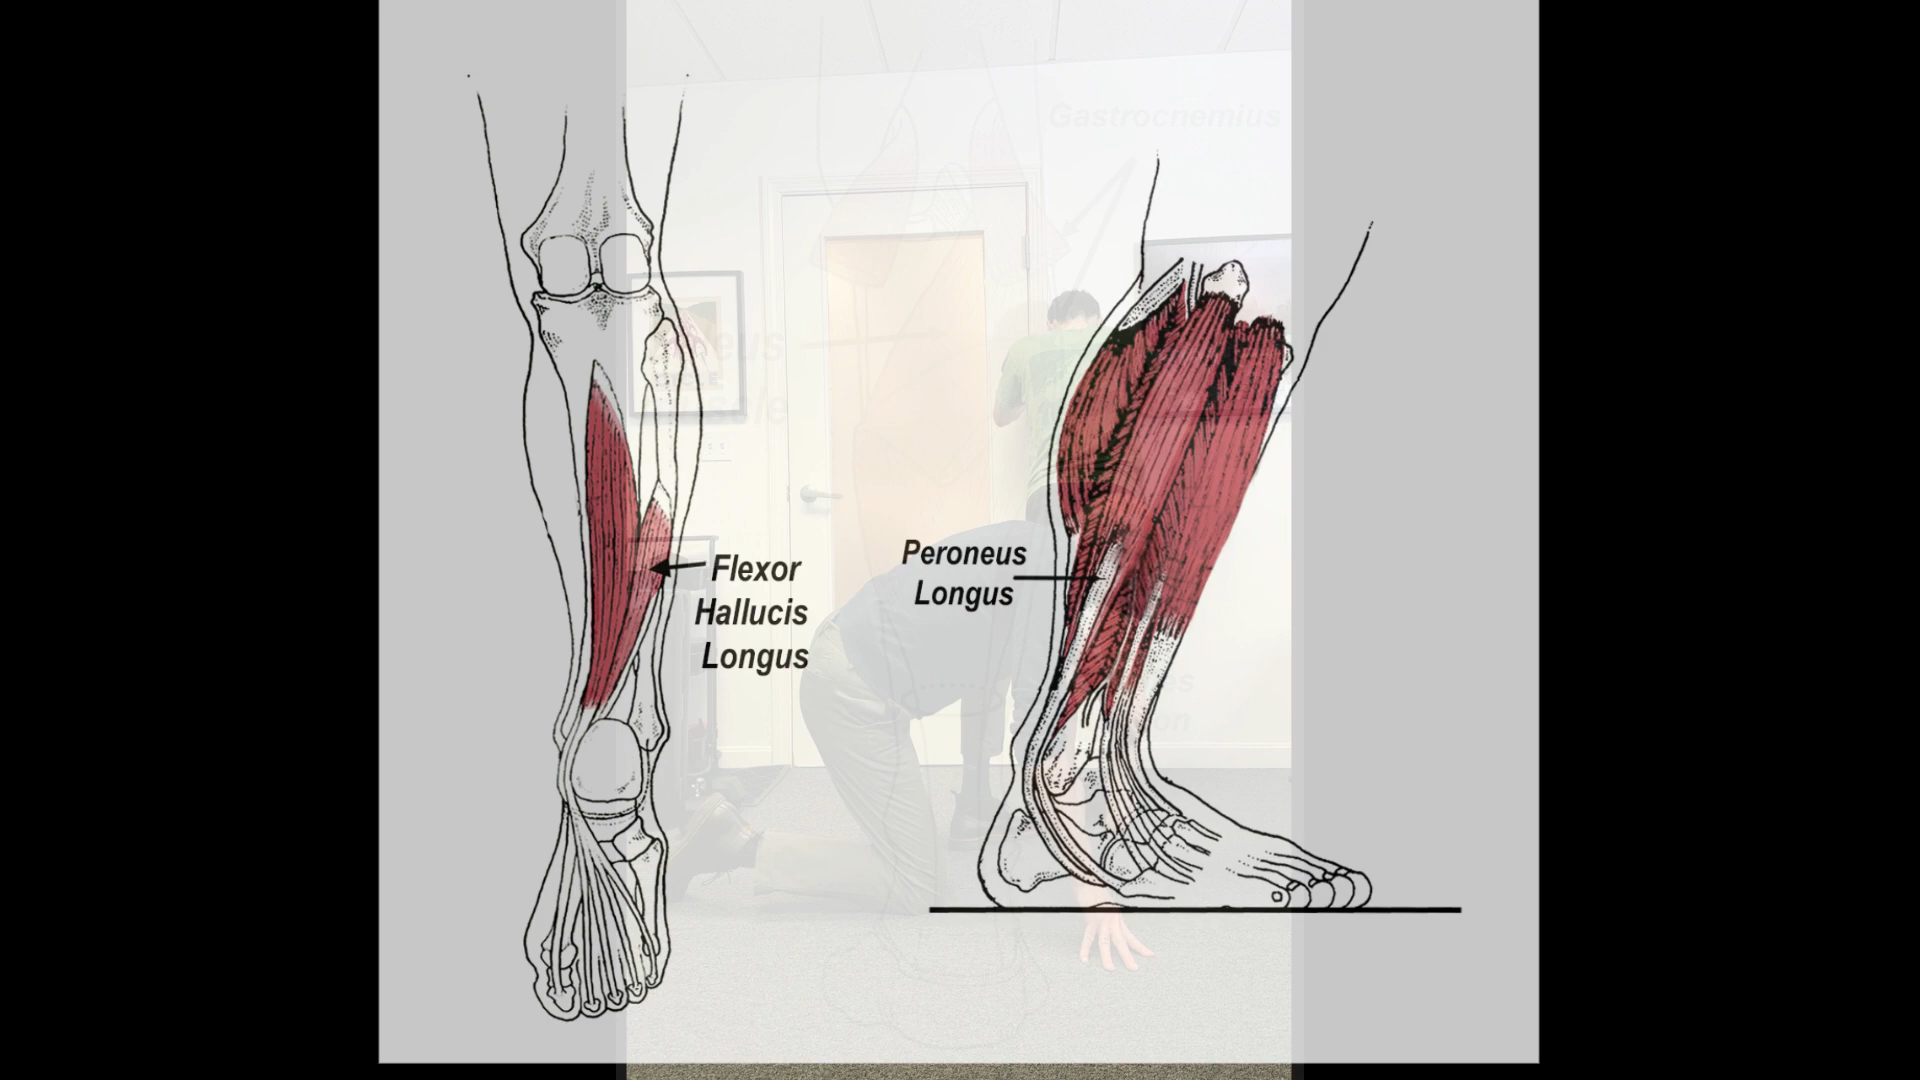 Gastrocnemius
Flexor
Hallucis
Longus
Peroneus
Longus